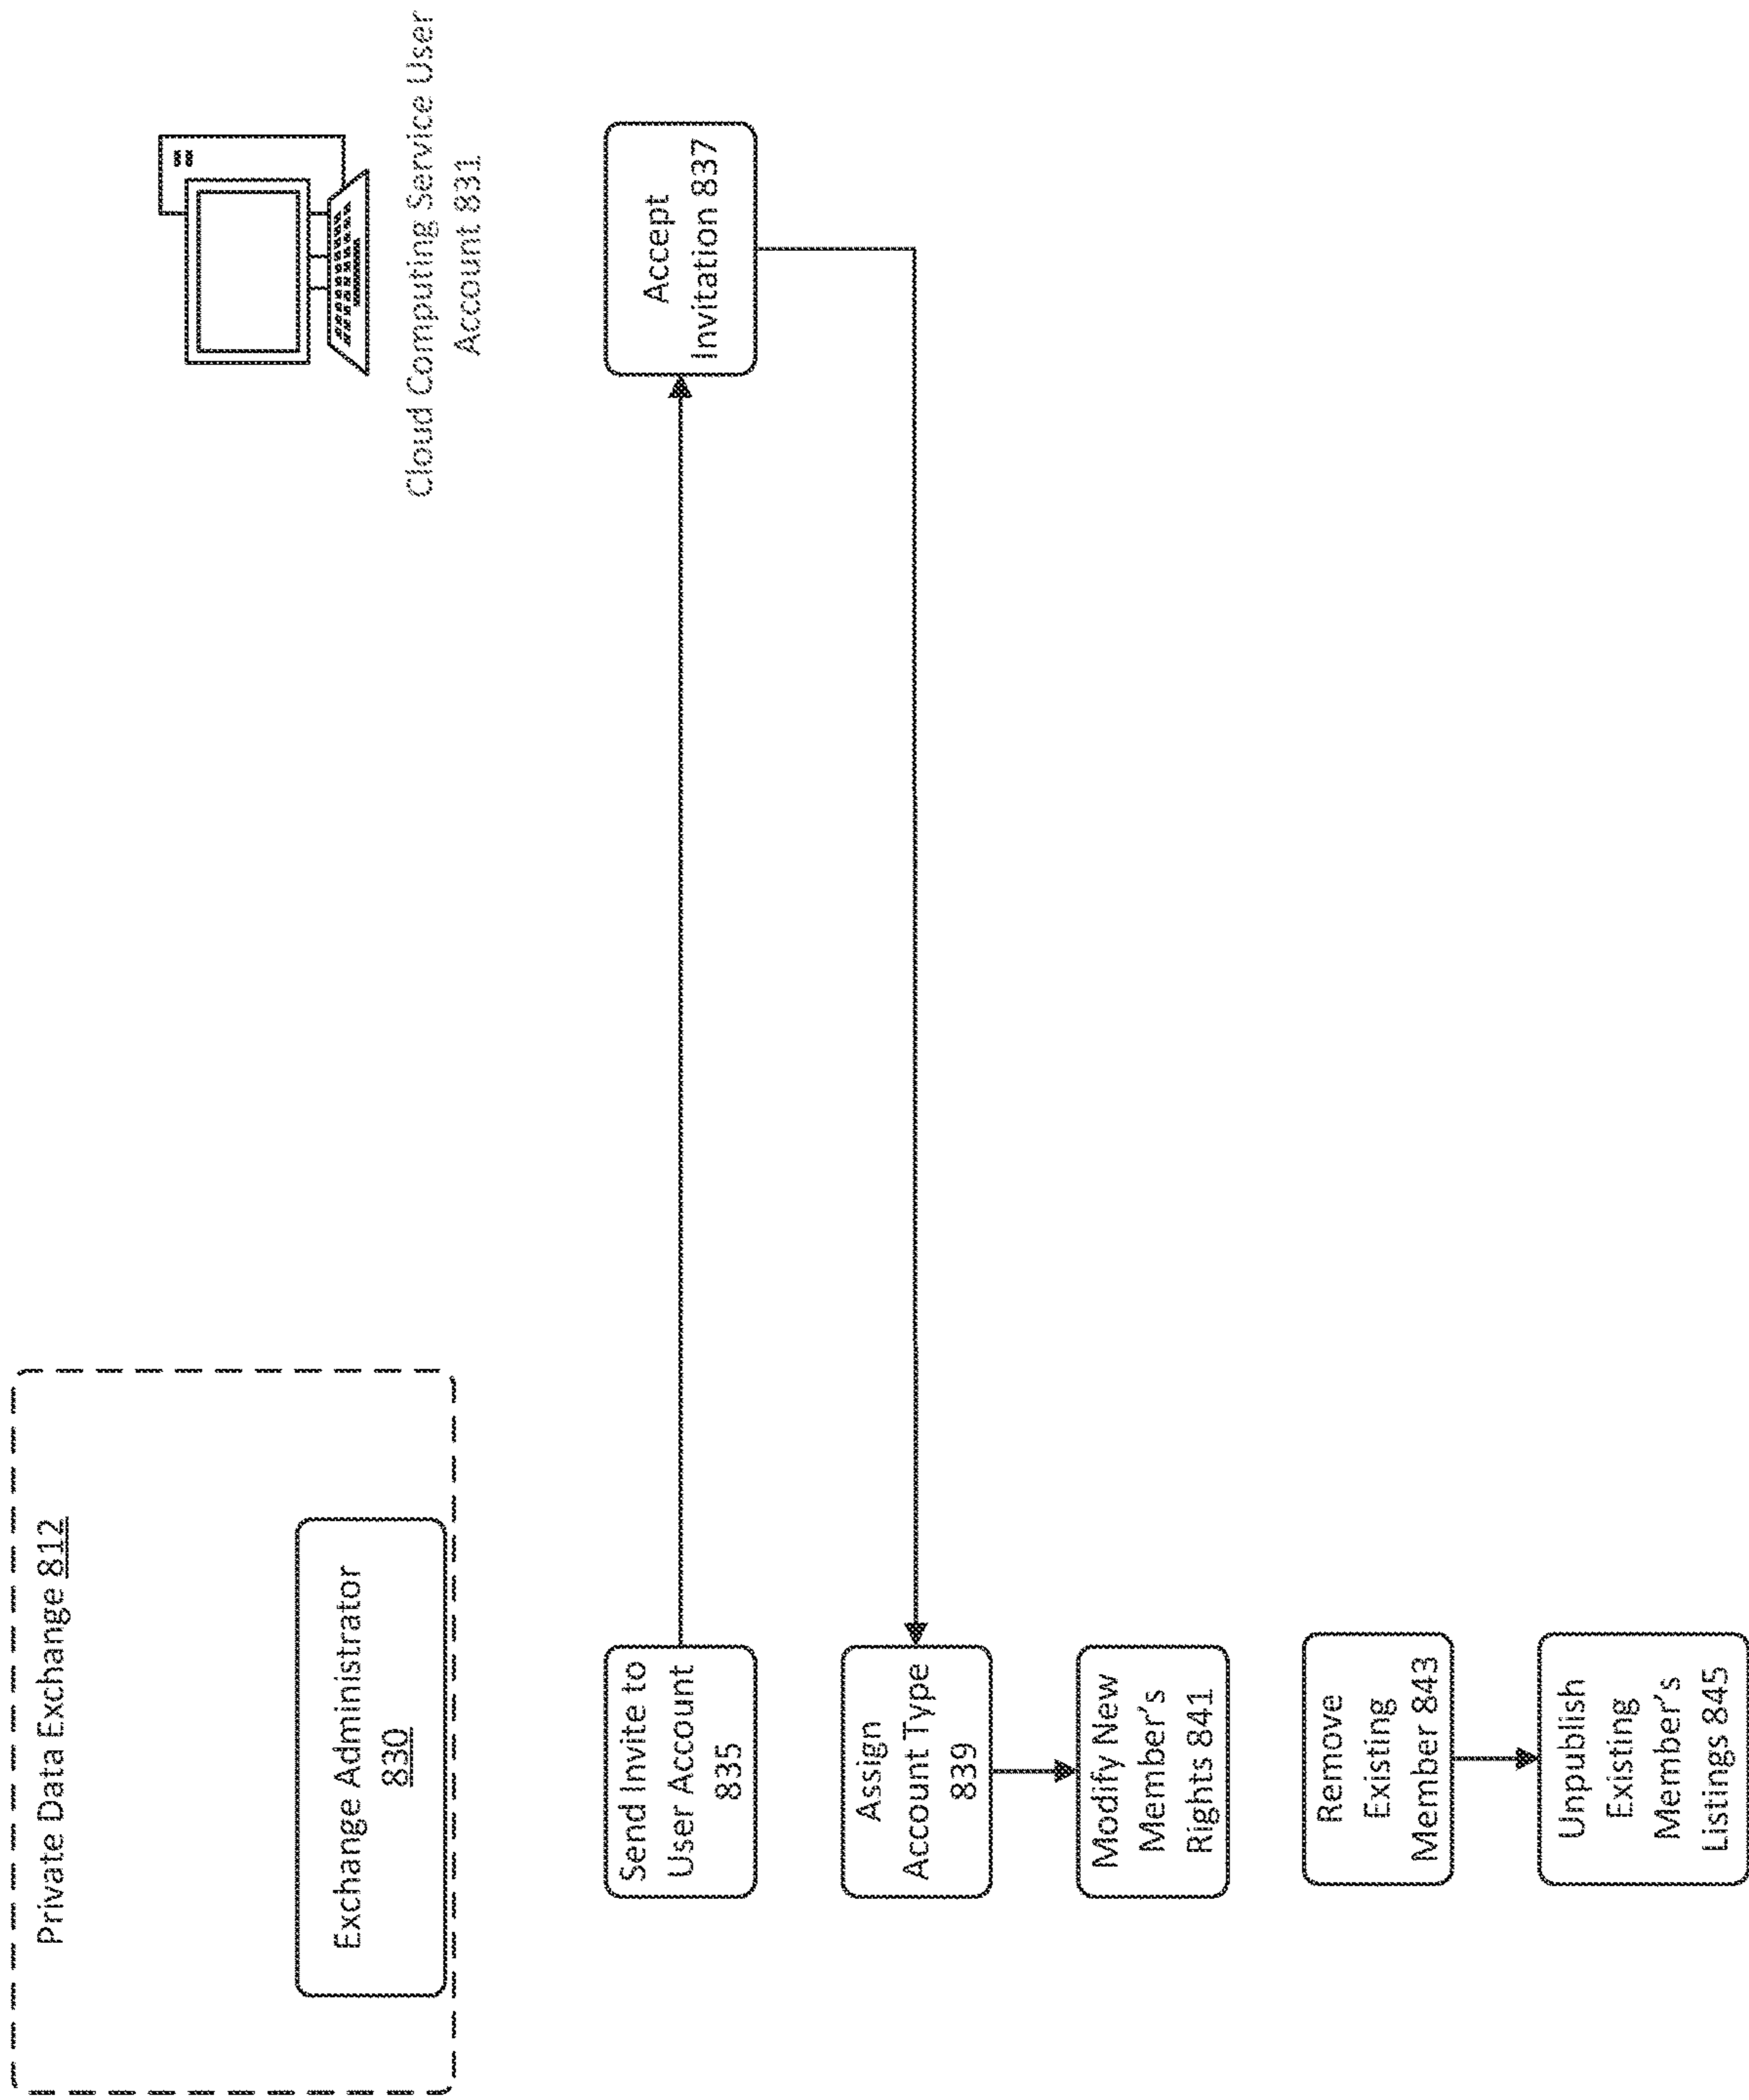 Private Data Exchange 812
Exchange Administrator
830
Cloud Computing Service User
Account 831
Send Invite to
User Account
835
Accept
Invitation 837
Assign
Account Type
839
Modify New
Member's
Rights 841
Remove
Existing
Member 843
Unpublish
Existing
Member's
Listings 845